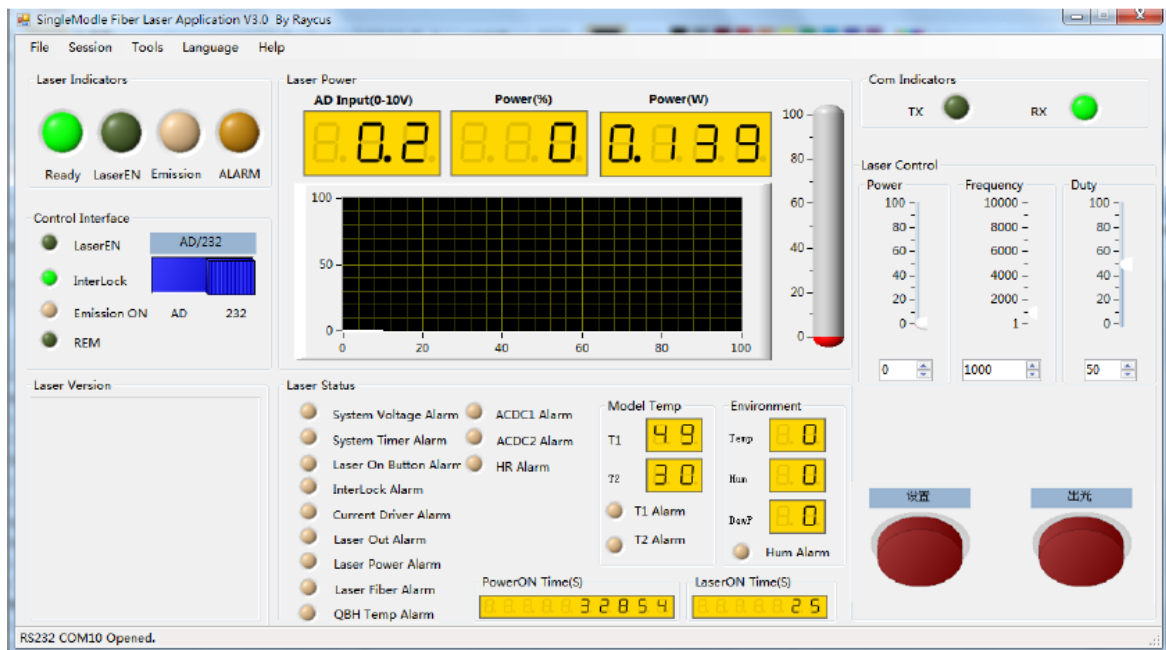 SingleModle Fiber Laser Application V3.0 By Raycus
File Session Tools Language Help
Laser Indicators
Ready LaserEN Emission ALARM
Control Interface
LaserEN
InterLock
Emission ON
REM
AD/232
AD 232
Laser Version
Laser Power
AD Input(0-10V) Power(%) Power(W)
0.2 0 0.139
100
50
0
0 20 40 60 80 100
100
80
60
40
20
0
Com Indicators
TX RX
Laser Control
Power Frequency Duty
100 10000 100
80 8000 80
60 6000 60
40 4000 40
20 2000 20
0 1 0
0 1000 50
Laser Status
System Voltage Alarm
System Timer Alarm
Laser On Button Alarm
InterLock Alarm
Current Driver Alarm
Laser Out Alarm
Laser Power Alarm
Laser Fiber Alarm
QBH Temp Alarm
ACDC1 Alarm
ACDC2 Alarm
HR Alarm
Model Temp
T1 49
T2 30
T1 Alarm
T2 Alarm
Environment
Temp 0
Hum 0
DewP 0
Hum Alarm
PowerON Time(S)
32854
LaserON Time(S)
25
设置 出光
RS232 COM10 Opened.